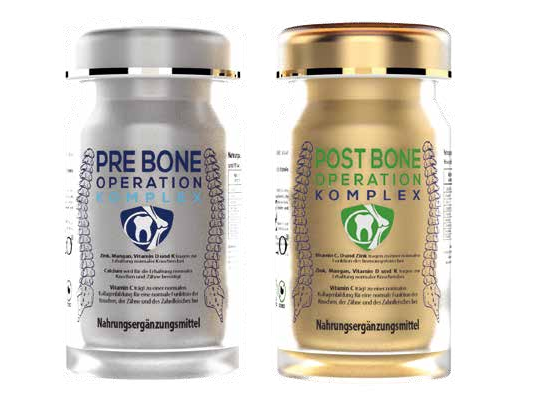 PRE BONE
OPERATION
KOMPLEX
Zink, Mangan, Vitamin D und K tragen zur
Erhaltung normaler Knochen bei
Calcium wird für die Erhaltung normaler
Knochen und Zähne benötigt
Vitamin C trägt zu einer normalen
Kollagenbildung für eine normale Funktion der
Knochen, der Zähne und des Zahnfleisches bei
Nahrungsergänzungsmittel
POST BONE
OPERATION
KOMPLEX
Vitamin C, D und Zink tragen zu einer normalen
Funktion des Immunsystems bei
Zink, Mangan, Vitamin D und K tragen zur
Erhaltung normaler Knochen bei
Vitamin C trägt zu einer normalen
Kollagenbildung für eine normale Funktion der
Knochen, der Zähne und des Zahnfleisches bei
Nahrungsergänzungsmittel